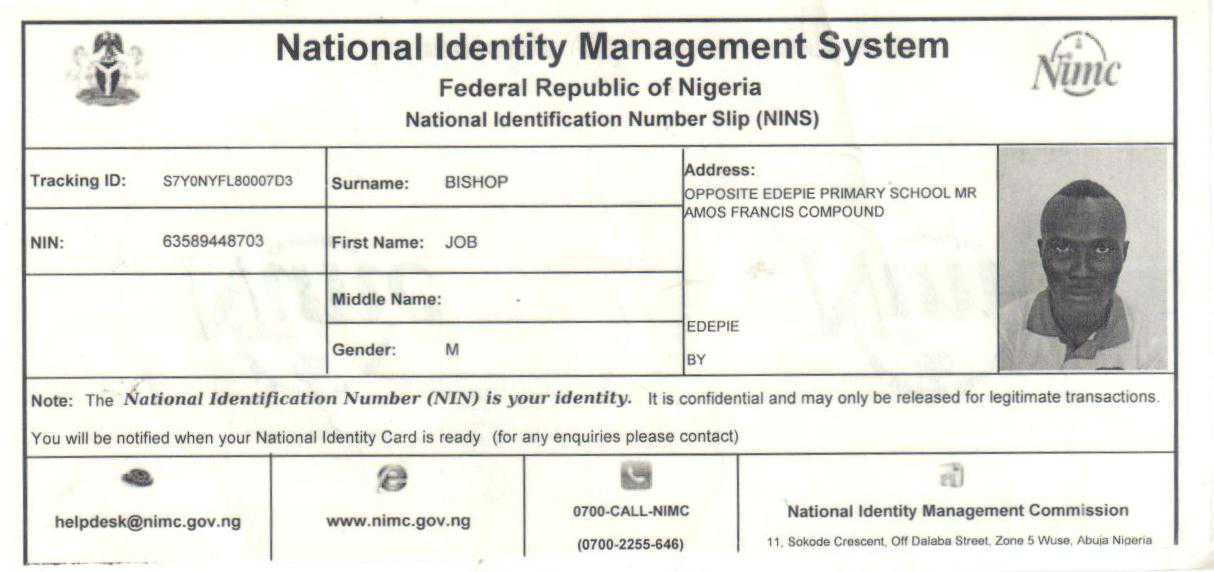 National Identity Management System
Federal Republic of Nigeria
National Identification Number Slip (NINS)
Nimc
Tracking ID: S7Y0NYFL80007D3
Surname: BISHOP
Address:
OPPOSITE EDEPIE PRIMARY SCHOOL MR
AMOS FRANCIS COMPOUND
NIN: 63589448703
First Name: JOB
Middle Name: -
EDEPIE
Gender: M
BY
Note: The National Identification Number (NIN) is your identity. It is confidential and may only be released for legitimate transactions.
You will be notified when your National Identity Card is ready (for any enquiries please contact)
helpdesk@nimc.gov.ng
www.nimc.gov.ng
0700-CALL-NIMC
(0700-2255-646)
National Identity Management Commission
11, Sokode Crescent, Off Dalaba Street, Zone 5 Wuse, Abuja Nigeria